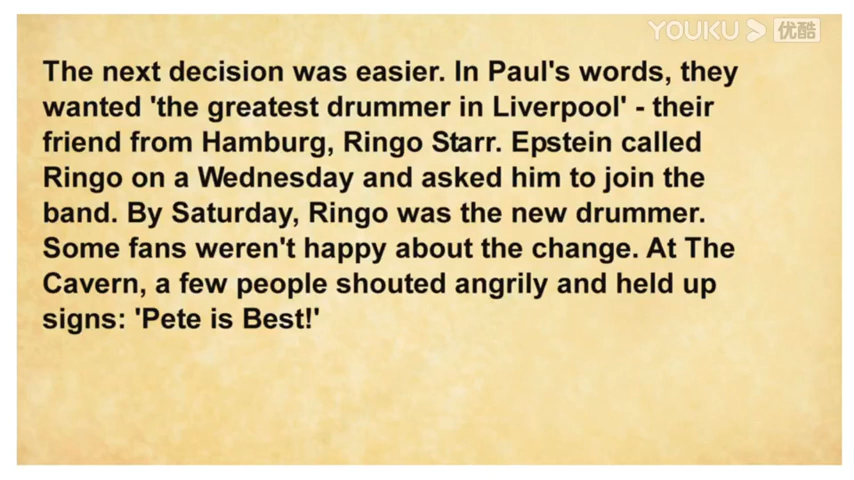 YOUKU 优酷
The next decision was easier. In Paul's words, they
wanted 'the greatest drummer in Liverpool' - their
friend from Hamburg, Ringo Starr. Epstein called
Ringo on a Wednesday and asked him to join the
band. By Saturday, Ringo was the new drummer.
Some fans weren't happy about the change. At The
Cavern, a few people shouted angrily and held up
signs: 'Pete is Best!'